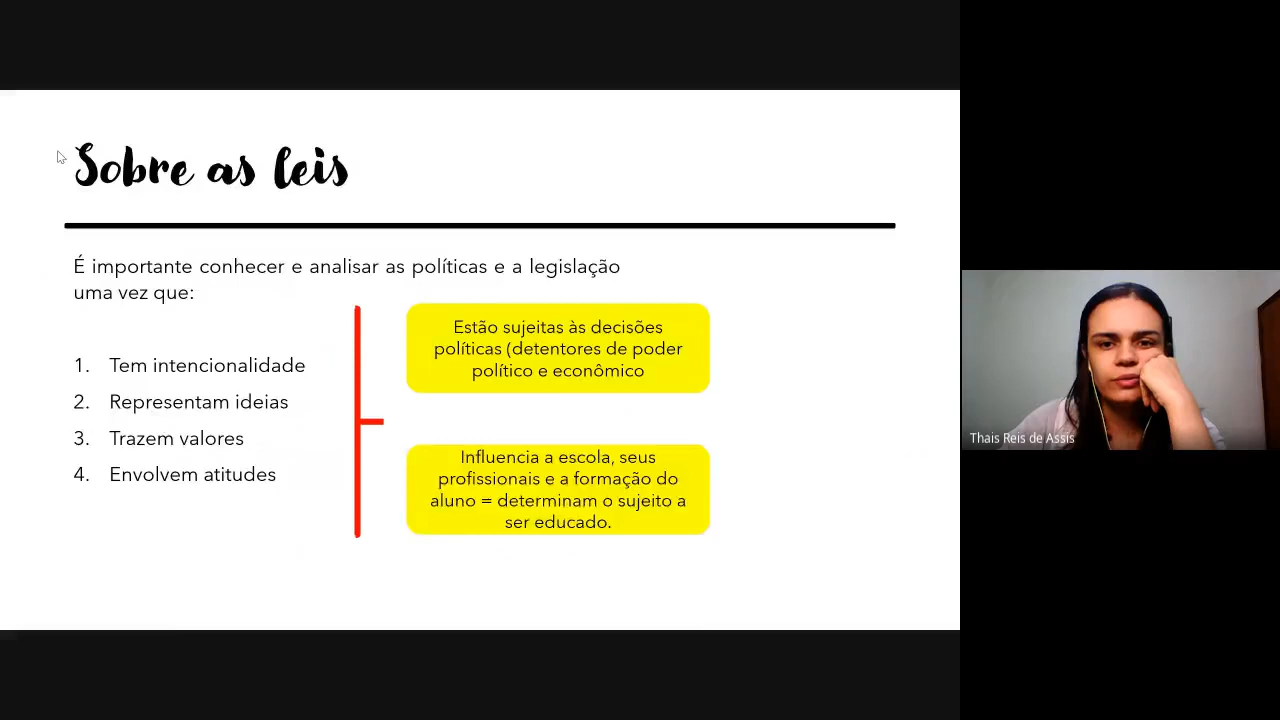 Sobre as leis
É importante conhecer e analisar as políticas e a legislação
uma vez que:
1. Tem intencionalidade
2. Representam ideias
3. Trazem valores
4. Envolvem atitudes
Estão sujeitas às decisões
políticas (detentores de poder
político e econômico
Influencia a escola, seus
profissionais e a formação do
aluno = determinam o sujeito a
ser educado.
Thais Reis de Assis